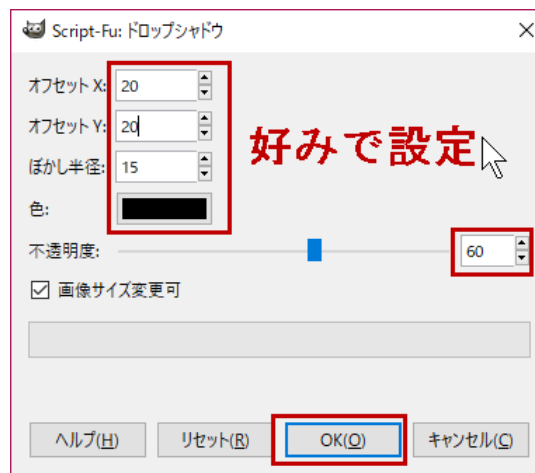 Script-Fu: ドロップシャドウ
オフセット X: 20
オフセット Y: 20
好みで設定
ぼかし半径: 15
色:
不透明度: 60
画像サイズ変更可
ヘルプ(H) リセット(R) OK(O) キャンセル(C)